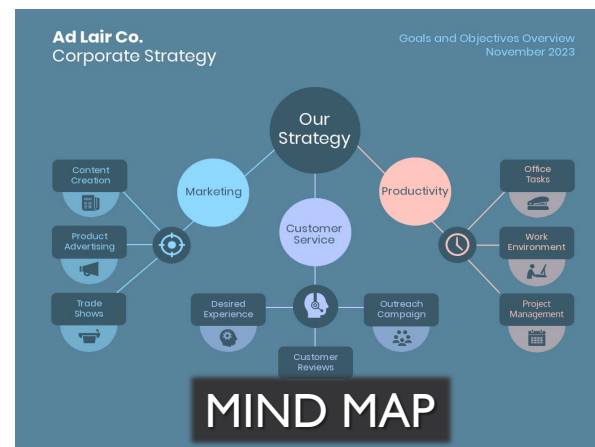 Ad Lair Co.
Corporate Strategy
Goals and Objectives Overview
November 2023
Our
Strategy
Marketing
Customer
Service
Productivity
Content
Creation
Product
Advertising
Trade
Shows
Desired
Experience
Customer
Reviews
Outreach
Campaign
Office
Tasks
Work
Environment
Project
Management
MIND MAP